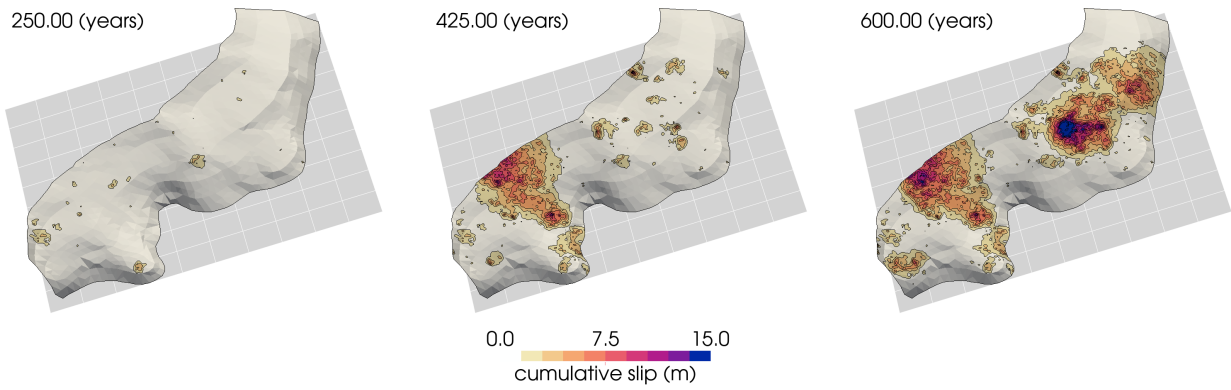 250.00 (years)
425.00 (years)
600.00 (years)
0.0 7.5 15.0
cumulative slip (m)